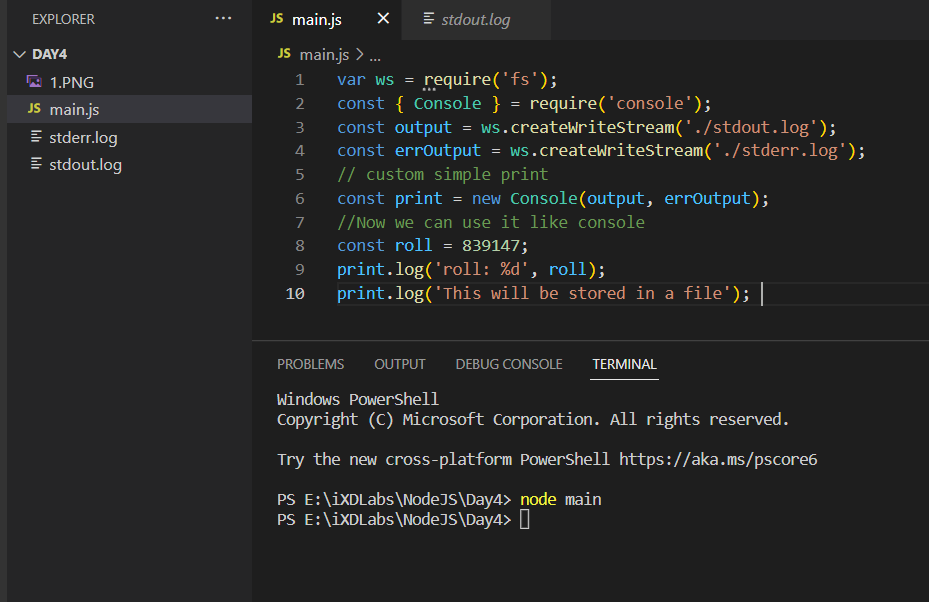 EXPLORER ...
DAY4
1.PNG
JS main.js
stderr.log
stdout.log
JS main.js × stdout.log
JS main.js > ...
1 var ws = require('fs');
2 const { Console } = require('console');
3 const output = ws.createWriteStream('./stdout.log');
4 const errOutput = ws.createWriteStream('./stderr.log');
5 // custom simple print
6 const print = new Console(output, errOutput);
7 //Now we can use it like console
8 const roll = 839147;
9 print.log('roll: %d', roll);
10 print.log('This will be stored in a file');
PROBLEMS OUTPUT DEBUG CONSOLE TERMINAL
Windows PowerShell
Copyright (C) Microsoft Corporation. All rights reserved.
Try the new cross-platform PowerShell https://aka.ms/pscore6
PS E:\iXDLabs\NodeJS\Day4> node main
PS E:\iXDLabs\NodeJS\Day4>